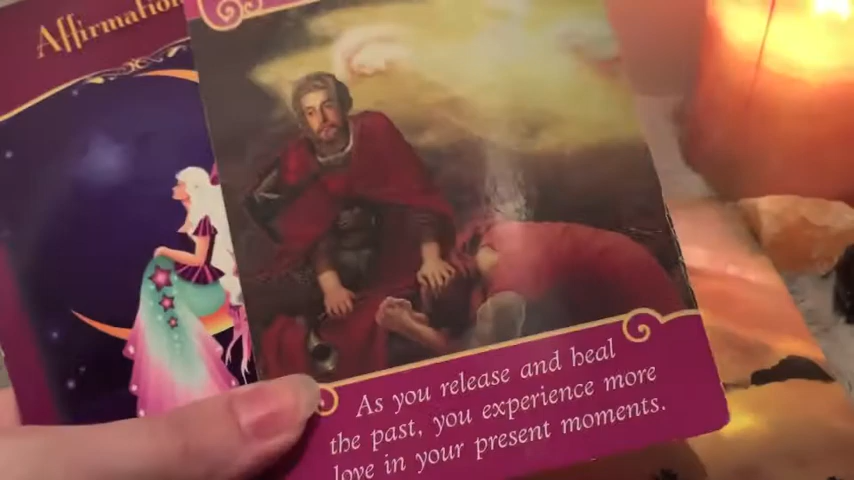 Affirmation
As you release and heal
the past, you experience more
love in your present moments.